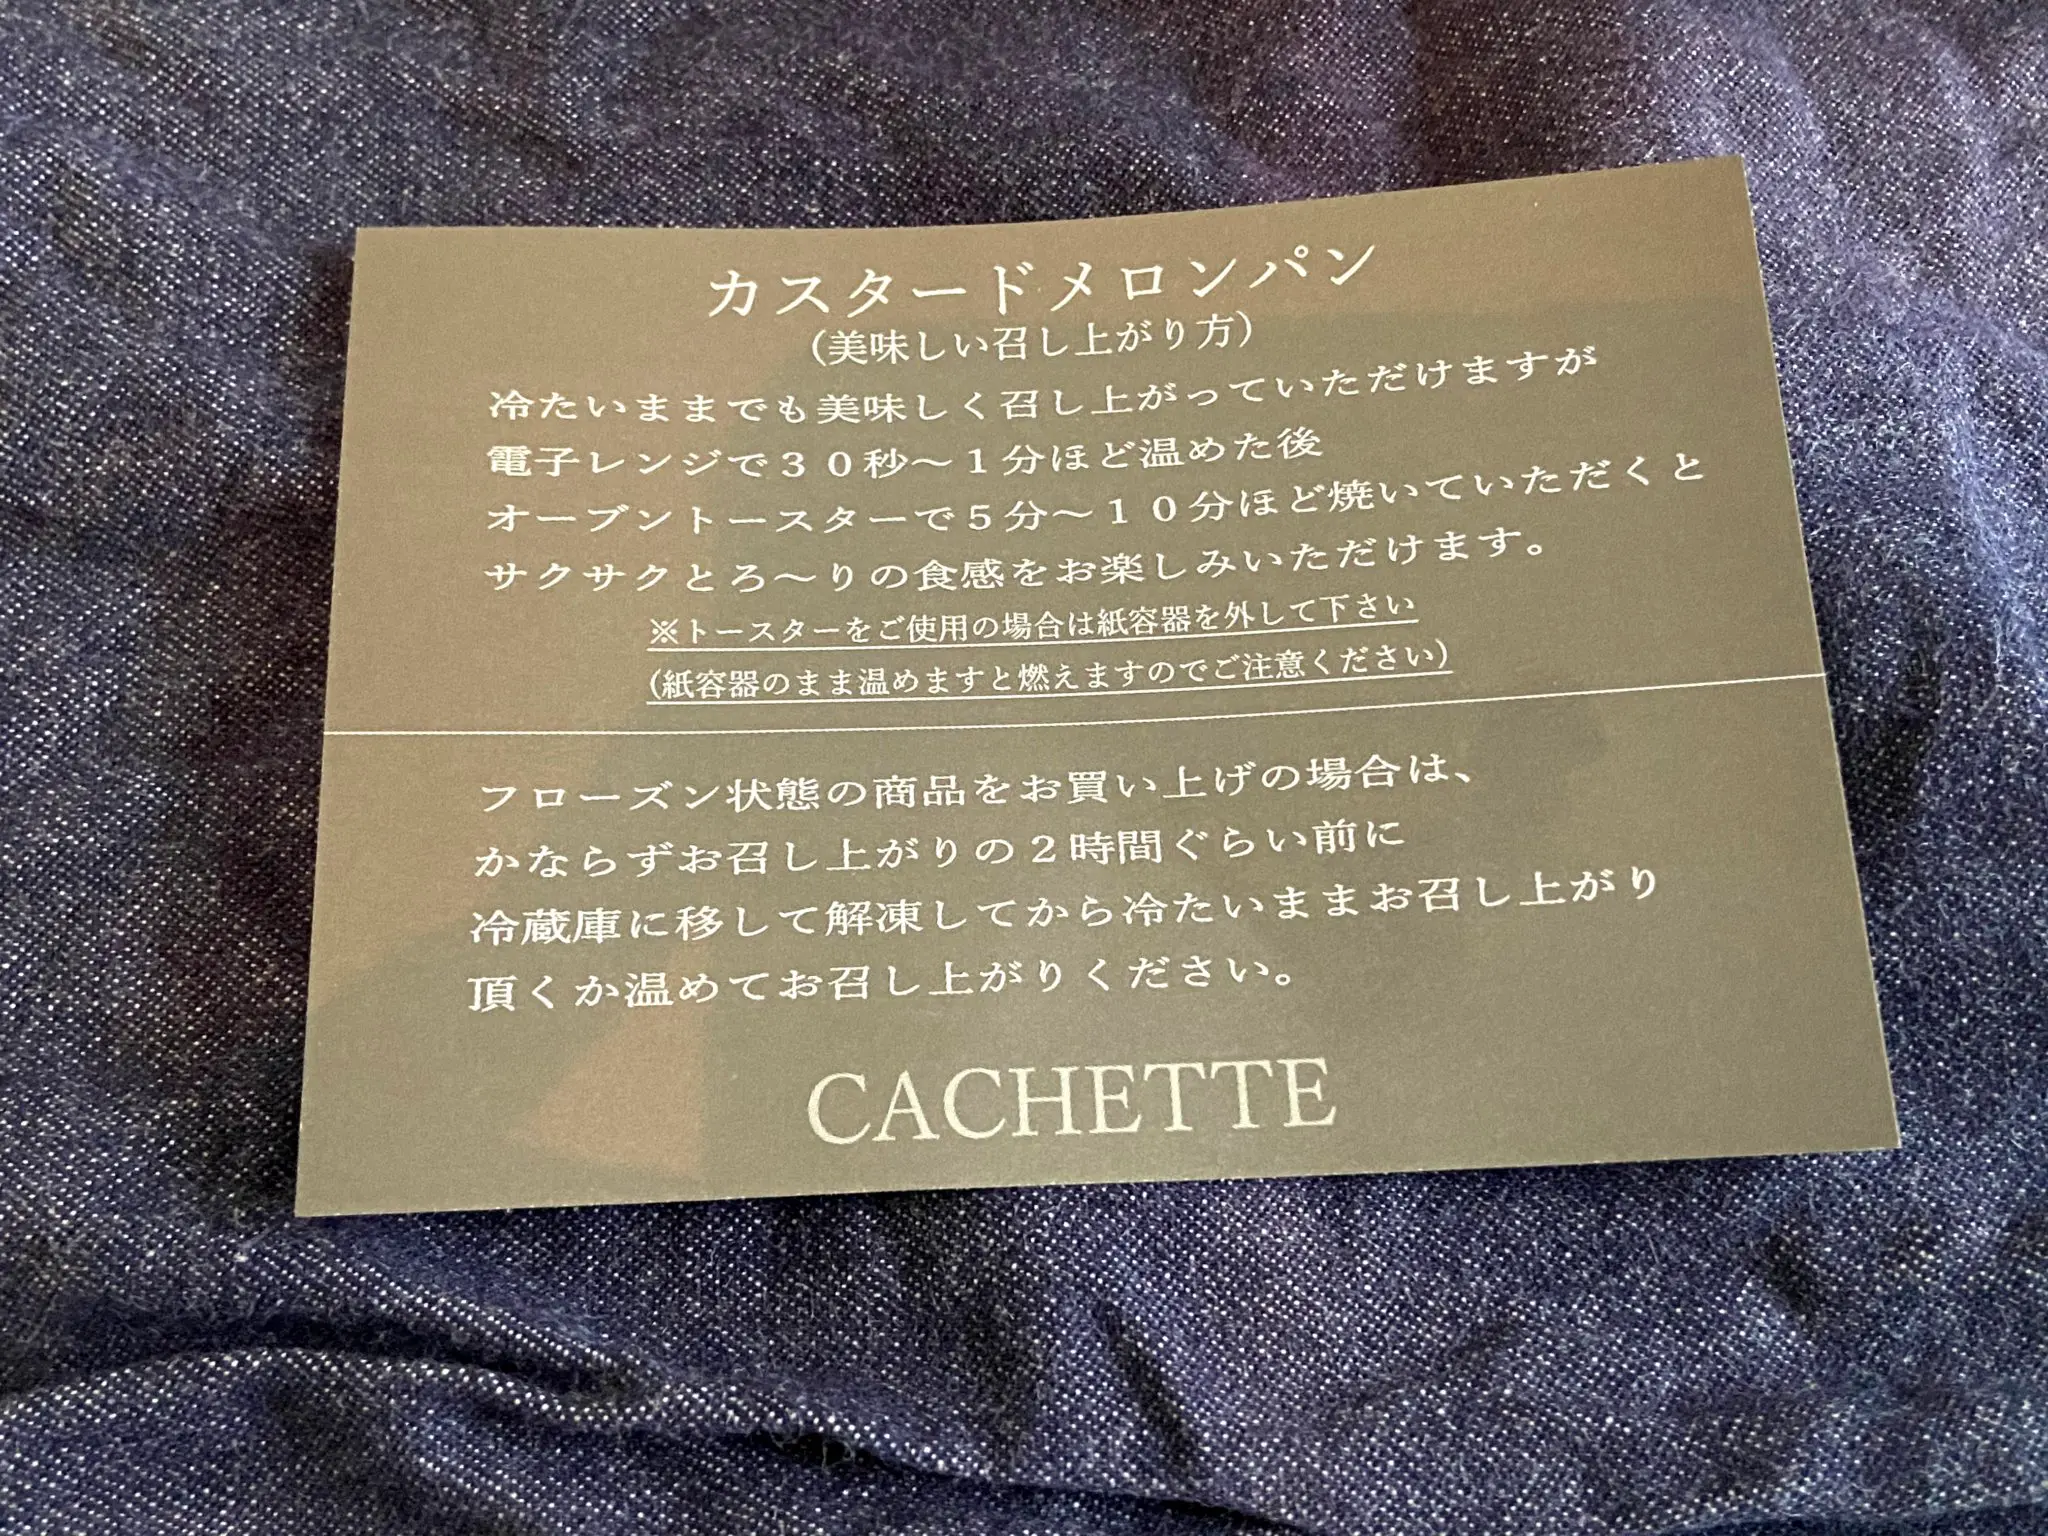 カスタードメロンパン
（美味しい召し上がり方）
冷たいままでも美味しく召し上がっていただけますが
電子レンジで３０秒～１分ほど温めた後
オーブントースターで５分～１０分ほど焼いていただくと
サクサクとろ～りの食感をお楽しみいただけます。
※トースターをご使用の場合は紙容器を外して下さい
（紙容器のまま温めますと燃えますのでご注意ください）
フローズン状態の商品をお買い上げの場合は、
かならずお召し上がりの２時間ぐらい前に
冷蔵庫に移して解凍してから冷たいままお召し上がり
頂くか温めてお召し上がりください。
CACHETTE